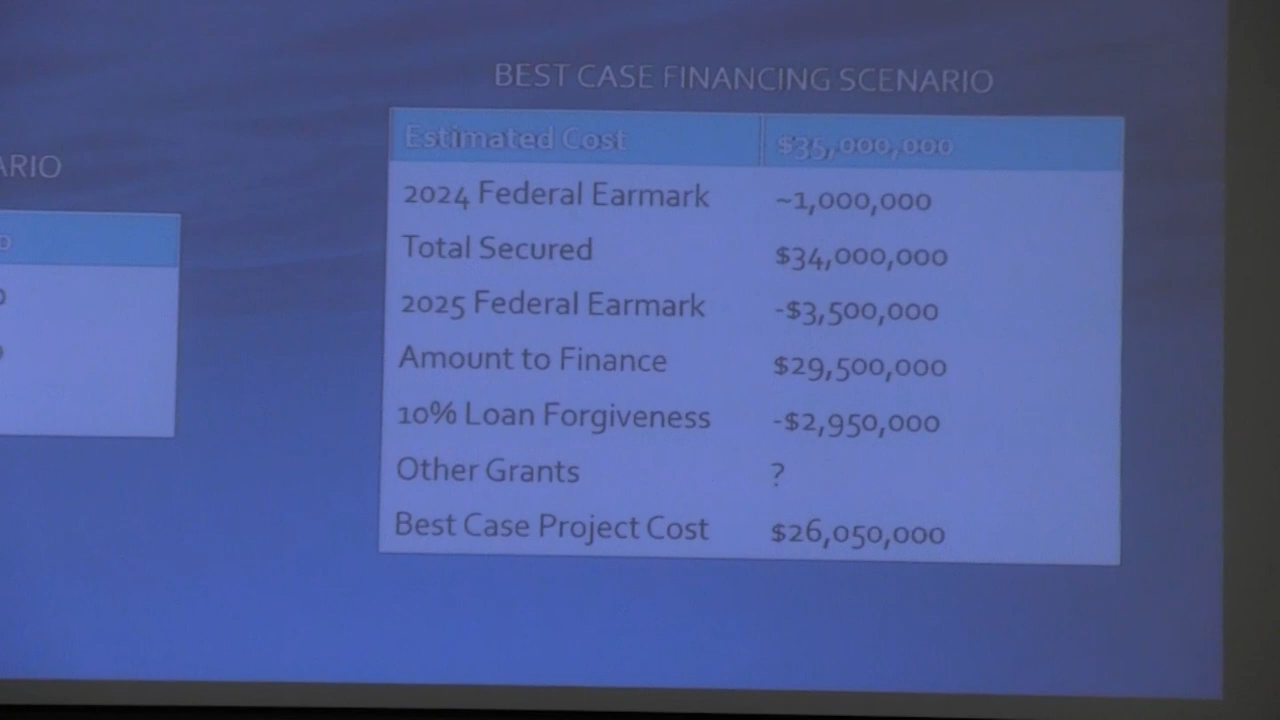 BEST CASE FINANCING SCENARIO
ARIO
Estimated Cost $35,000,000
2024 Federal Earmark ~1,000,000
Total Secured $34,000,000
2025 Federal Earmark -$3,500,000
Amount to Finance $29,500,000
10% Loan Forgiveness -$2,950,000
Other Grants ?
Best Case Project Cost $26,050,000